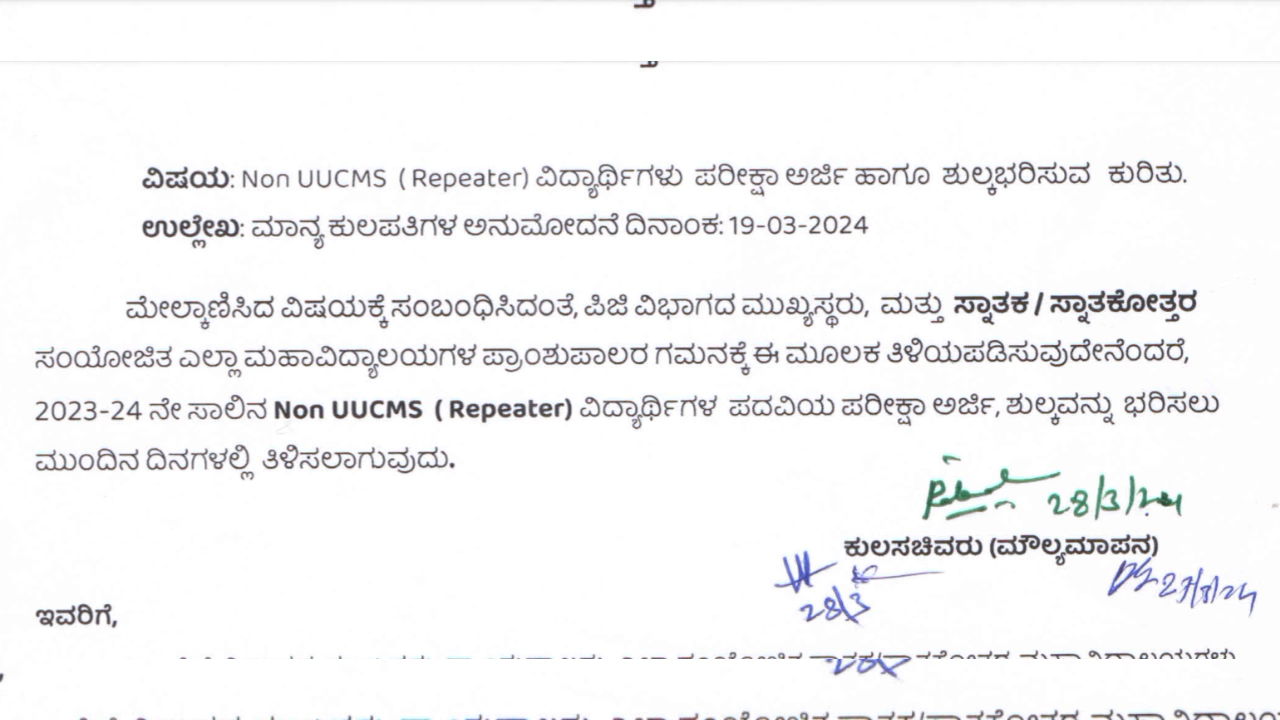 ವಿಷಯ: Non UUCMS ( Repeater) ವಿದ್ಯಾರ್ಥಿಗಳು ಪರೀಕ್ಷಾ ಅರ್ಜಿ ಹಾಗೂ ಶುಲ್ಕಭರಿಸುವ ಕುರಿತು.
ಉಲ್ಲೇಖ: ಮಾನ್ಯ ಕುಲಪತಿಗಳ ಅನುಮೋದನೆ ದಿನಾಂಕ: 19-03-2024
ಮೇಲ್ಕಾಣಿಸಿದ ವಿಷಯಕ್ಕೆ ಸಂಬಂಧಿಸಿದಂತೆ, ಪಿಜಿ ವಿಭಾಗದ ಮುಖ್ಯಸ್ಥರು, ಮತ್ತು ಸ್ನಾತಕ / ಸ್ನಾತಕೋತ್ತರ
ಸಂಯೋಜಿತ ಎಲ್ಲಾ ಮಹಾವಿದ್ಯಾಲಯಗಳ ಪ್ರಾಂಶುಪಾಲರ ಗಮನಕ್ಕೆ ಈ ಮೂಲಕ ತಿಳಿಯಪಡಿಸುವುದೇನೆಂದರೆ,
2023-24 ನೇ ಸಾಲಿನ Non UUCMS ( Repeater) ವಿದ್ಯಾರ್ಥಿಗಳ ಪದವಿಯ ಪರೀಕ್ಷಾ ಅರ್ಜಿ, ಶುಲ್ಕವನ್ನು ಭರಿಸಲು
ಮುಂದಿನ ದಿನಗಳಲ್ಲಿ ತಿಳಿಸಲಾಗುವುದು.
28/3/24
ಕುಲಸಚಿವರು (ಮೌಲ್ಯಮಾಪನ)
28/3
ಇವರಿಗೆ,